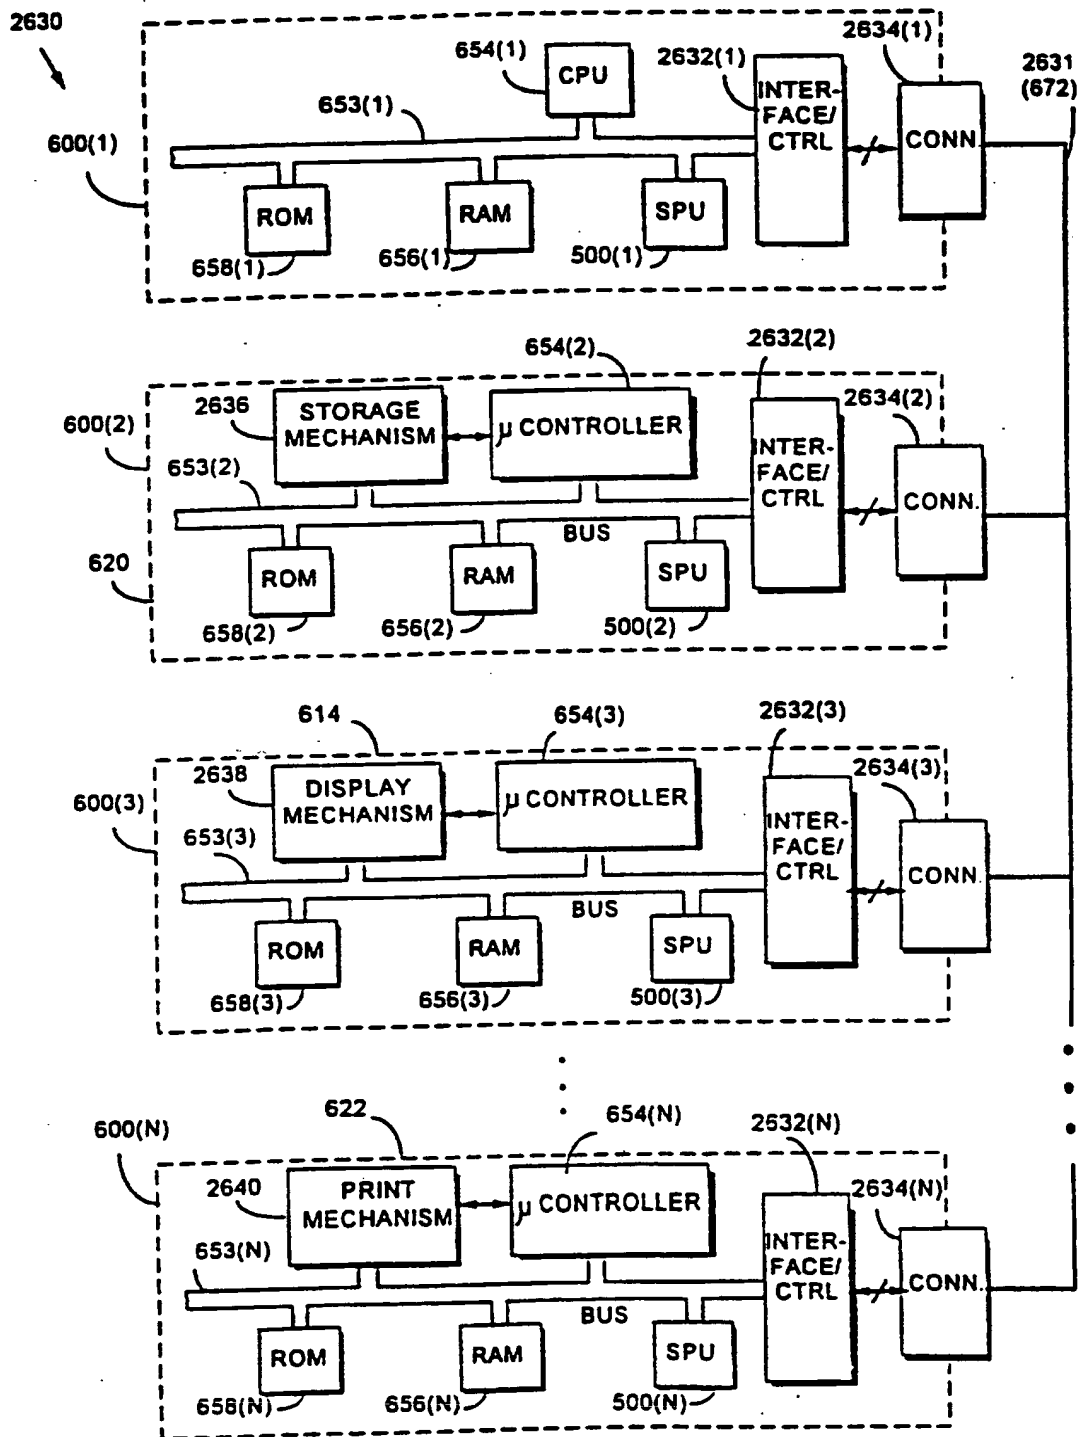 2630
2634(1)
654(1)
2632(1)
2631
(672)
CPU
INTER-
FACE/
CTRL
653(1)
600(1)
CONN.
ROM
RAM
SPU
658(1)
656(1)
500(1)
654(2)
2632(2)
2636
STORAGE
MECHANISM
μ CONTROLLER
2634(2)
600(2)
INTER-
FACE/
CTRL
653(2)
CONN.
BUS
620
ROM
RAM
SPU
658(2)
656(2)
500(2)
614
654(3)
2632(3)
2638
DISPLAY
MECHANISM
μ CONTROLLER
2634(3)
600(3)
INTER-
FACE/
CTRL
653(3)
CONN.
BUS
ROM
RAM
SPU
658(3)
656(3)
500(3)
622
654(N)
2632(N)
600(N)
2640
PRINT
MECHANISM
μ CONTROLLER
2634(N)
INTER-
FACE/
CTRL
653(N)
CONN.
BUS
ROM
RAM
SPU
658(N)
656(N)
500(N)